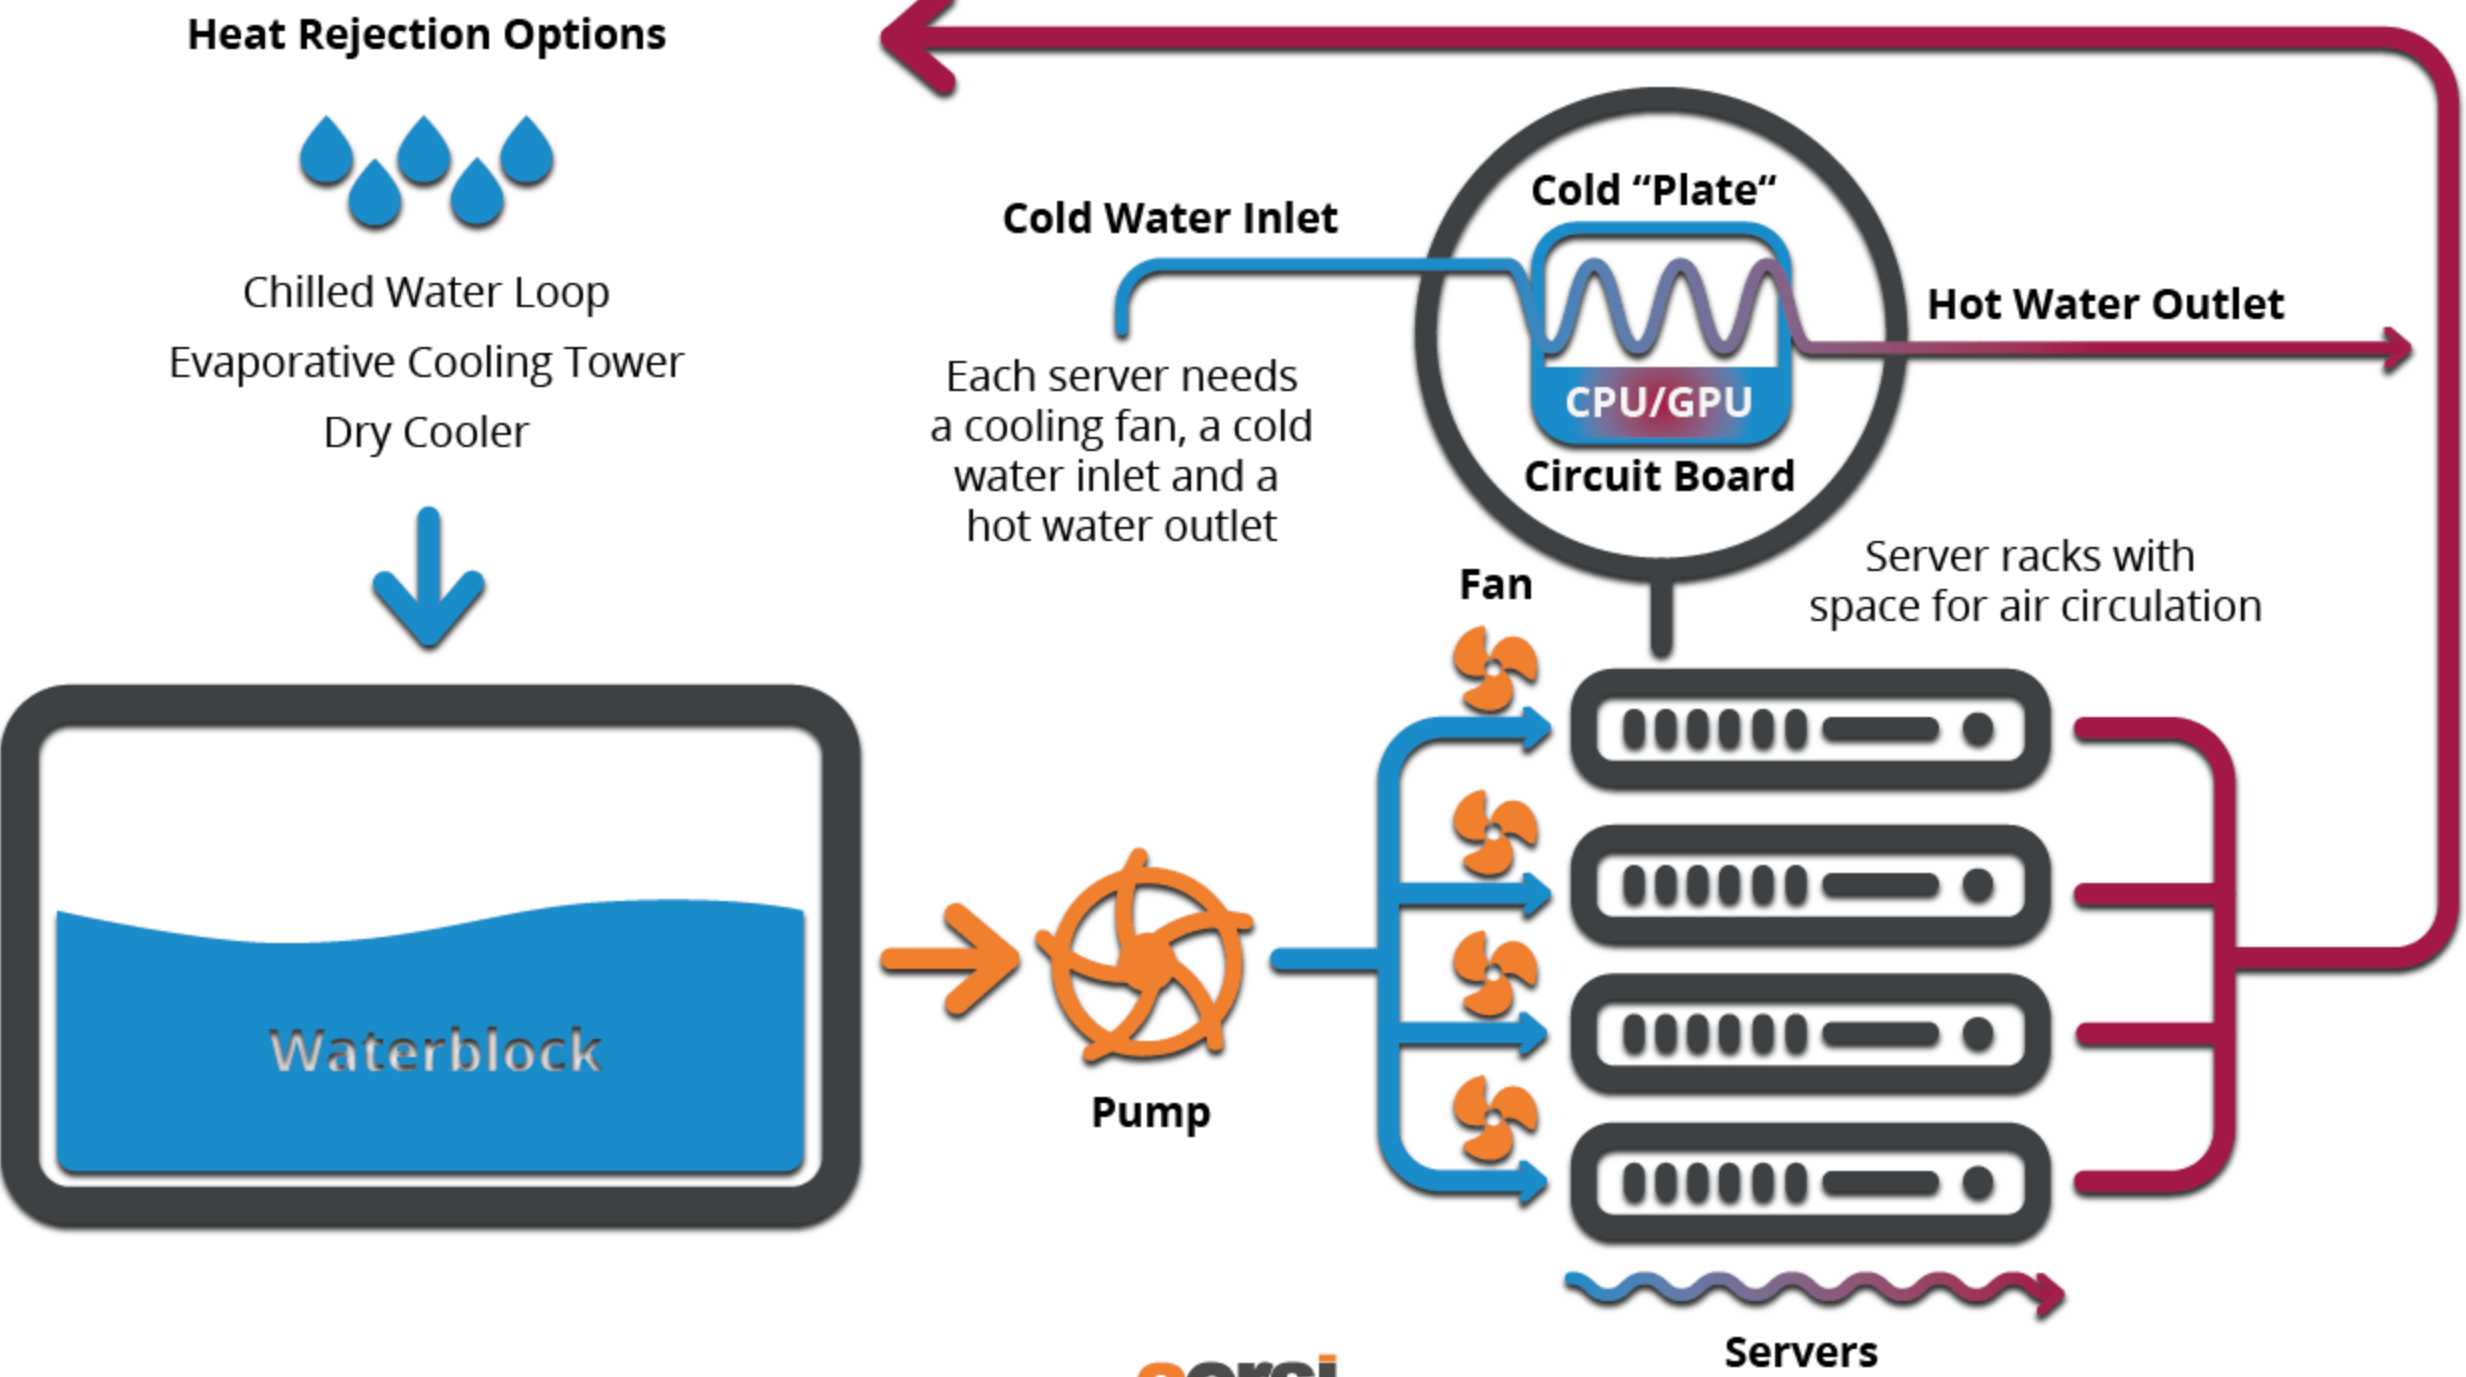 Heat Rejection Options
Chilled Water Loop
Evaporative Cooling Tower
Dry Cooler
Waterblock
Pump
Cold Water Inlet
Each server needs
a cooling fan, a cold
water inlet and a
hot water outlet
Cold “Plate“
CPU/GPU
Circuit Board
Hot Water Outlet
Fan
Server racks with
space for air circulation
Servers